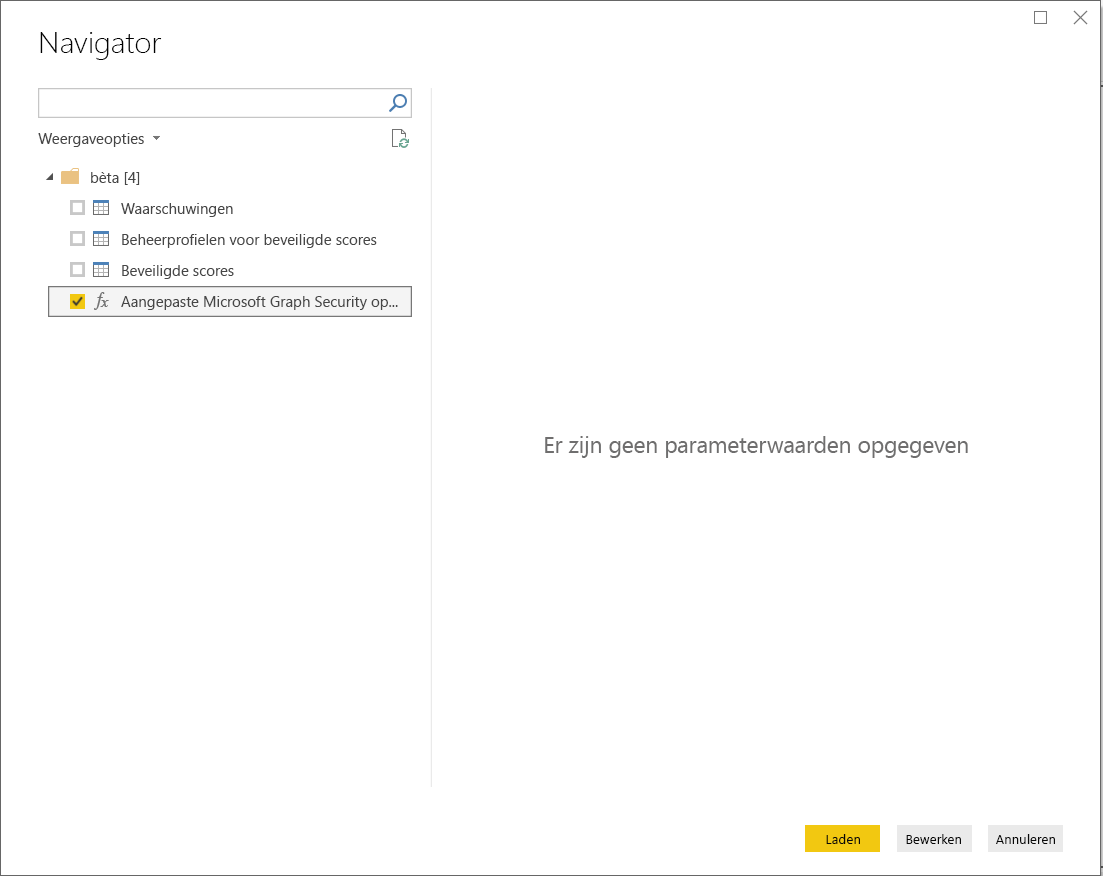 Navigator
Weergaveopties
bèta [4]
Waarschuwingen
Beheerprofielen voor beveiligde scores
Beveiligde scores
fx Aangepaste Microsoft Graph Security op...
Er zijn geen parameterwaarden opgegeven
Laden Bewerken Annuleren